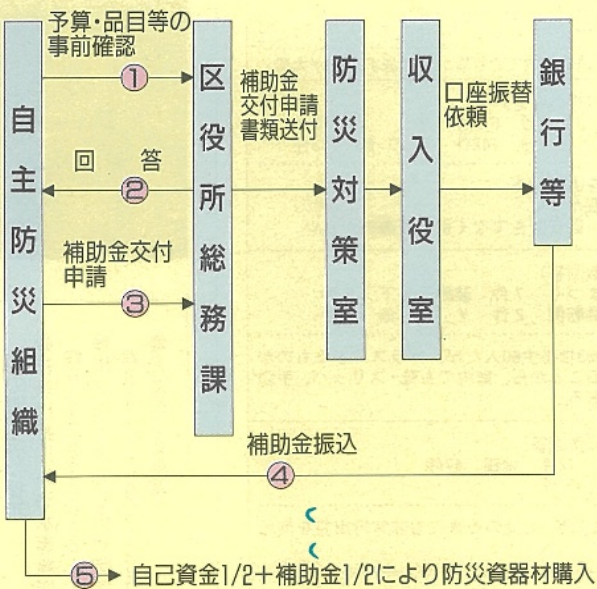 予算・品目等の
事前確認
①
回 答
②
補助金交付
申請
③
自主防災組織
区役所総務課
補助金
交付申請
書類送付
防災対策室
収入役室
口座振替
依頼
銀行等
補助金振込
④
⑤ 自己資金1/2+補助金1/2により防災資器材購入